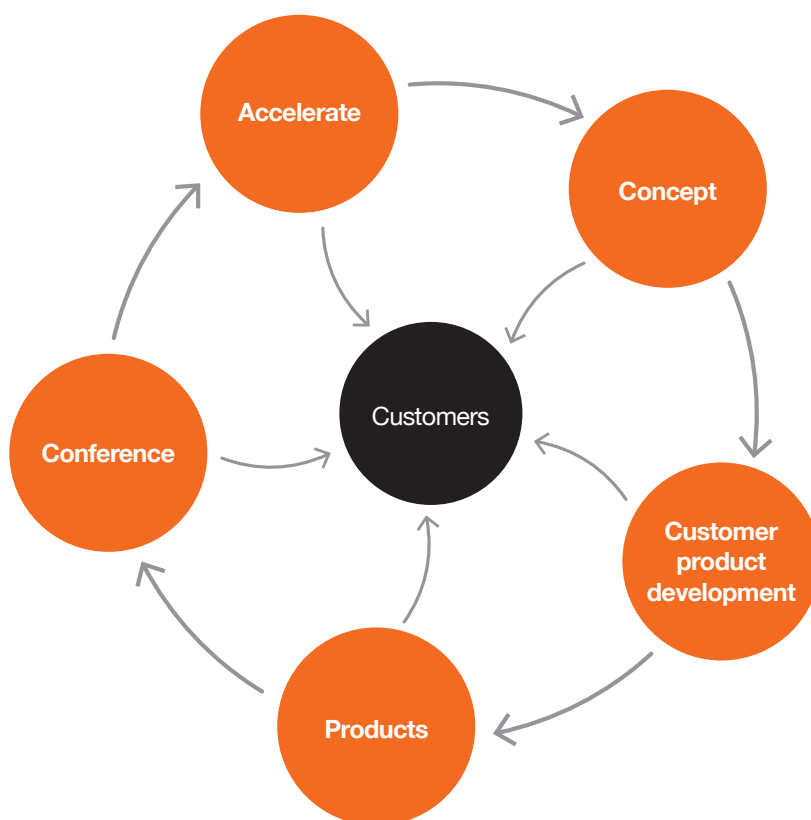 Accelerate
Concept
Customers
Conference
Customer
product
development
Products